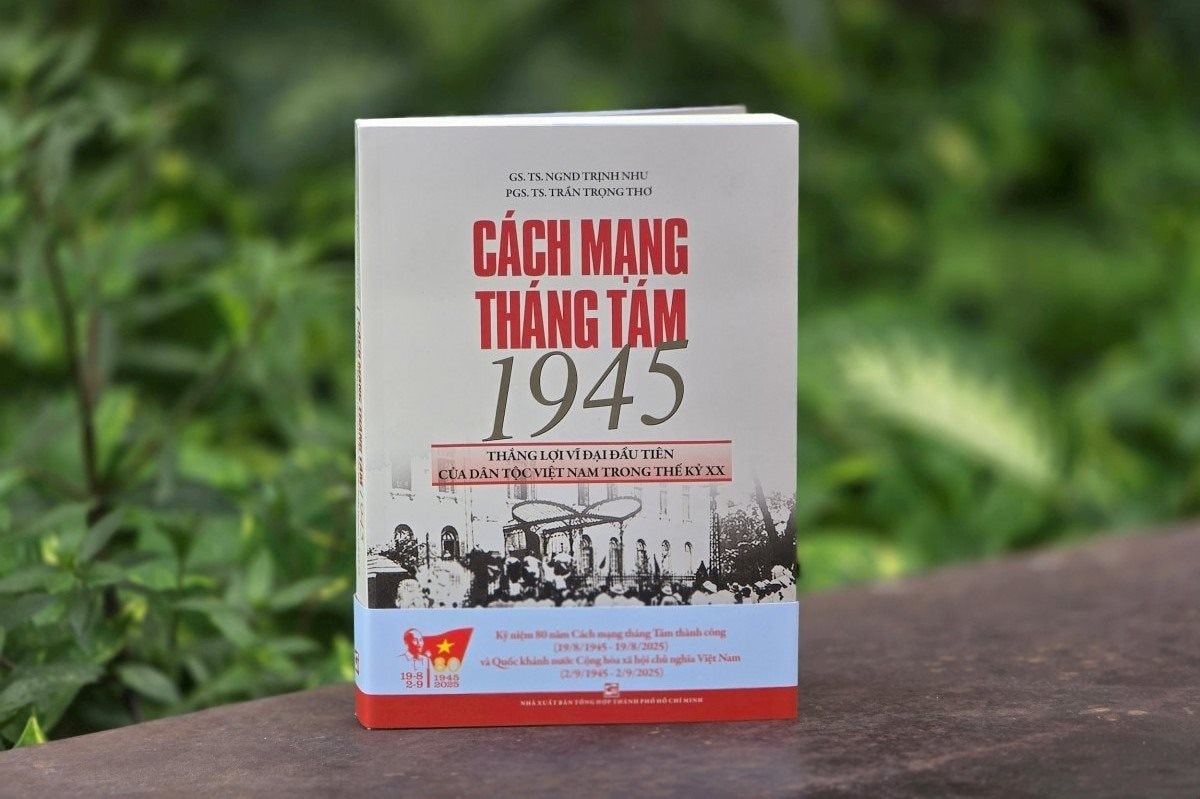 GS. TS. NGND TRỊNH NHU
PGS. TS. TRẦN TRỌNG THƠ
CÁCH MẠNG
THÁNG TÁM
1945
THẮNG LỢI VĨ ĐẠI ĐẦU TIÊN
CỦA DÂN TỘC VIỆT NAM TRONG THẾ KỶ XX
Kỷ niệm 80 năm Cách mạng tháng Tám thành công
(19/8/1945 - 19/8/2025)
và Quốc khánh nước Cộng hòa xã hội chủ nghĩa Việt Nam
(2/9/1945 - 2/9/2025)
80
19-8
2-9
1945
2025
NHÀ XUẤT BẢN TỔNG HỢP THÀNH PHỐ HỒ CHÍ MINH